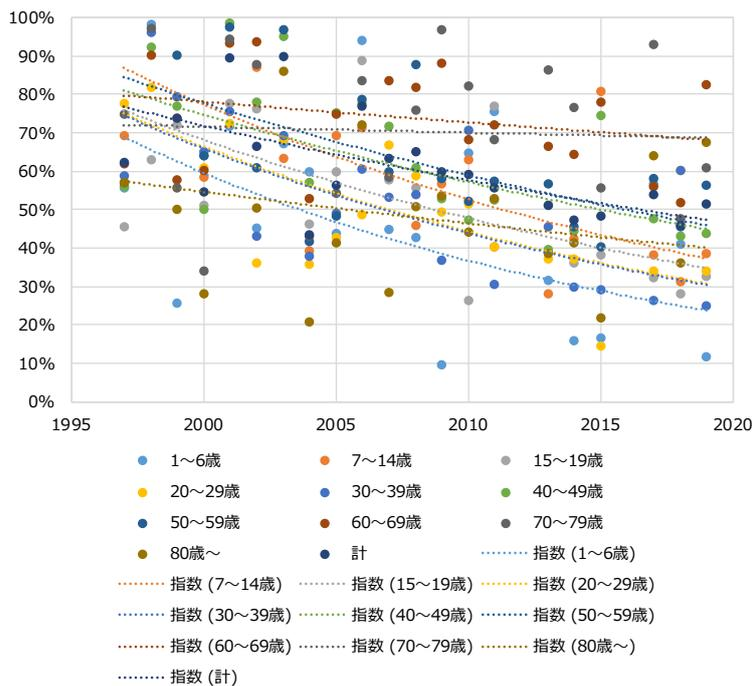 100%
90%
80%
70%
60%
50%
40%
30%
20%
10%
0%
1995 2000 2005 2010 2015 2020
1～6歳 7～14歳 15～19歳
20～29歳 30～39歳 40～49歳
50～59歳 60～69歳 70～79歳
80歳～ 計 指数 (1～6歳)
指数 (7～14歳) 指数 (15～19歳) 指数 (20～29歳)
指数 (30～39歳) 指数 (40～49歳) 指数 (50～59歳)
指数 (60～69歳) 指数 (70～79歳) 指数 (80歳～)
指数 (計)